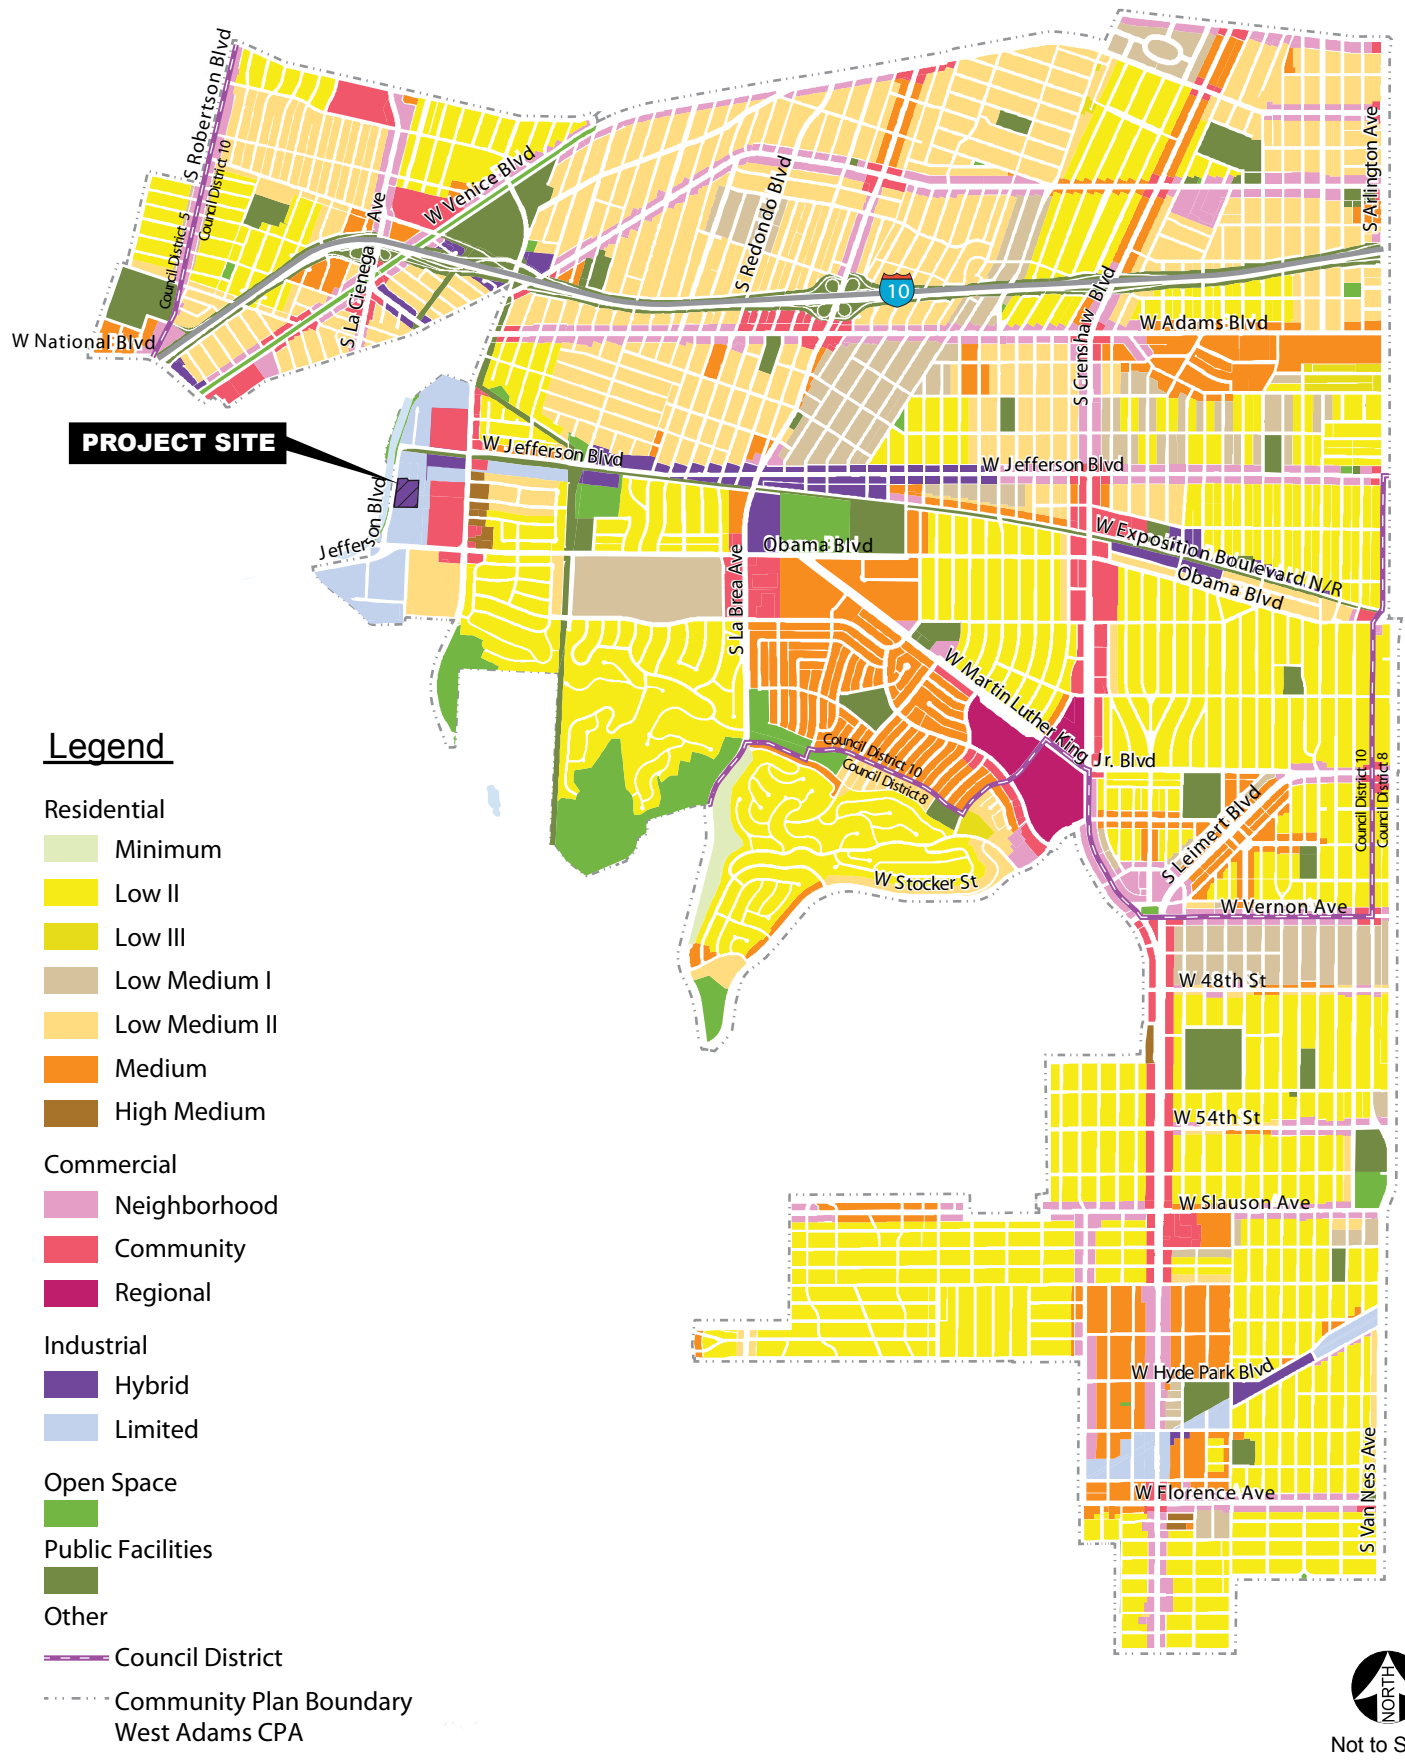 S Robertson Blvd
Council District 10
Council District 5
S La Cienega Ave
W Venice Blvd
S Redondo Blvd
S Arlington Ave
10
W National Blvd
S Crenshaw Blvd
W Adams Blvd
PROJECT SITE
W Jefferson Blvd
W Jefferson Blvd
Jefferson Blvd
Obama Blvd
W Exposition Boulevard N/R
Obama Blvd
S La Brea Ave
W Martin Luther King Jr. Blvd
Council District 10
Council District 8
Council District 10
Council District 8
S Leimert Blvd
W Stocker St
W Vernon Ave
W 48th St
W 54th St
W Slauson Ave
W Hyde Park Blvd
W Florence Ave
S Van Ness Ave
Legend
Residential
Minimum
Low II
Low III
Low Medium I
Low Medium II
Medium
High Medium
Commercial
Neighborhood
Community
Regional
Industrial
Hybrid
Limited
Open Space
Public Facilities
Other
Council District
Community Plan Boundary
West Adams CPA
NORTH
Not to S